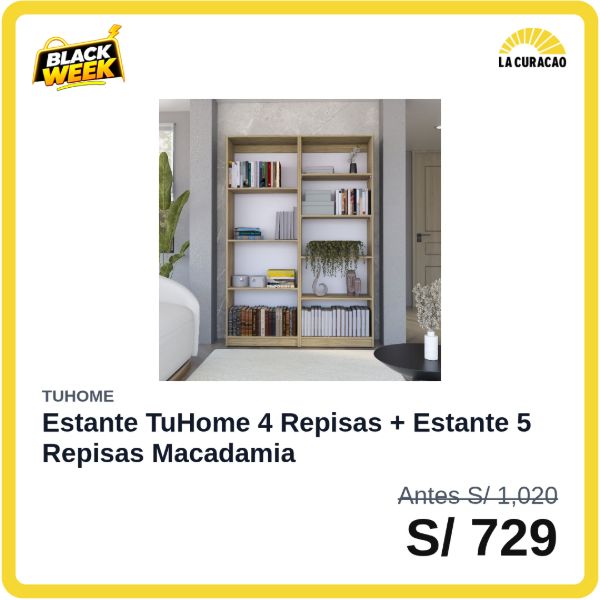 BLACK
WEEK
LA CURACAO
TUHOME
Estante TuHome 4 Repisas + Estante 5
Repisas Macadamia
Antes S/ 1,020
S/ 729